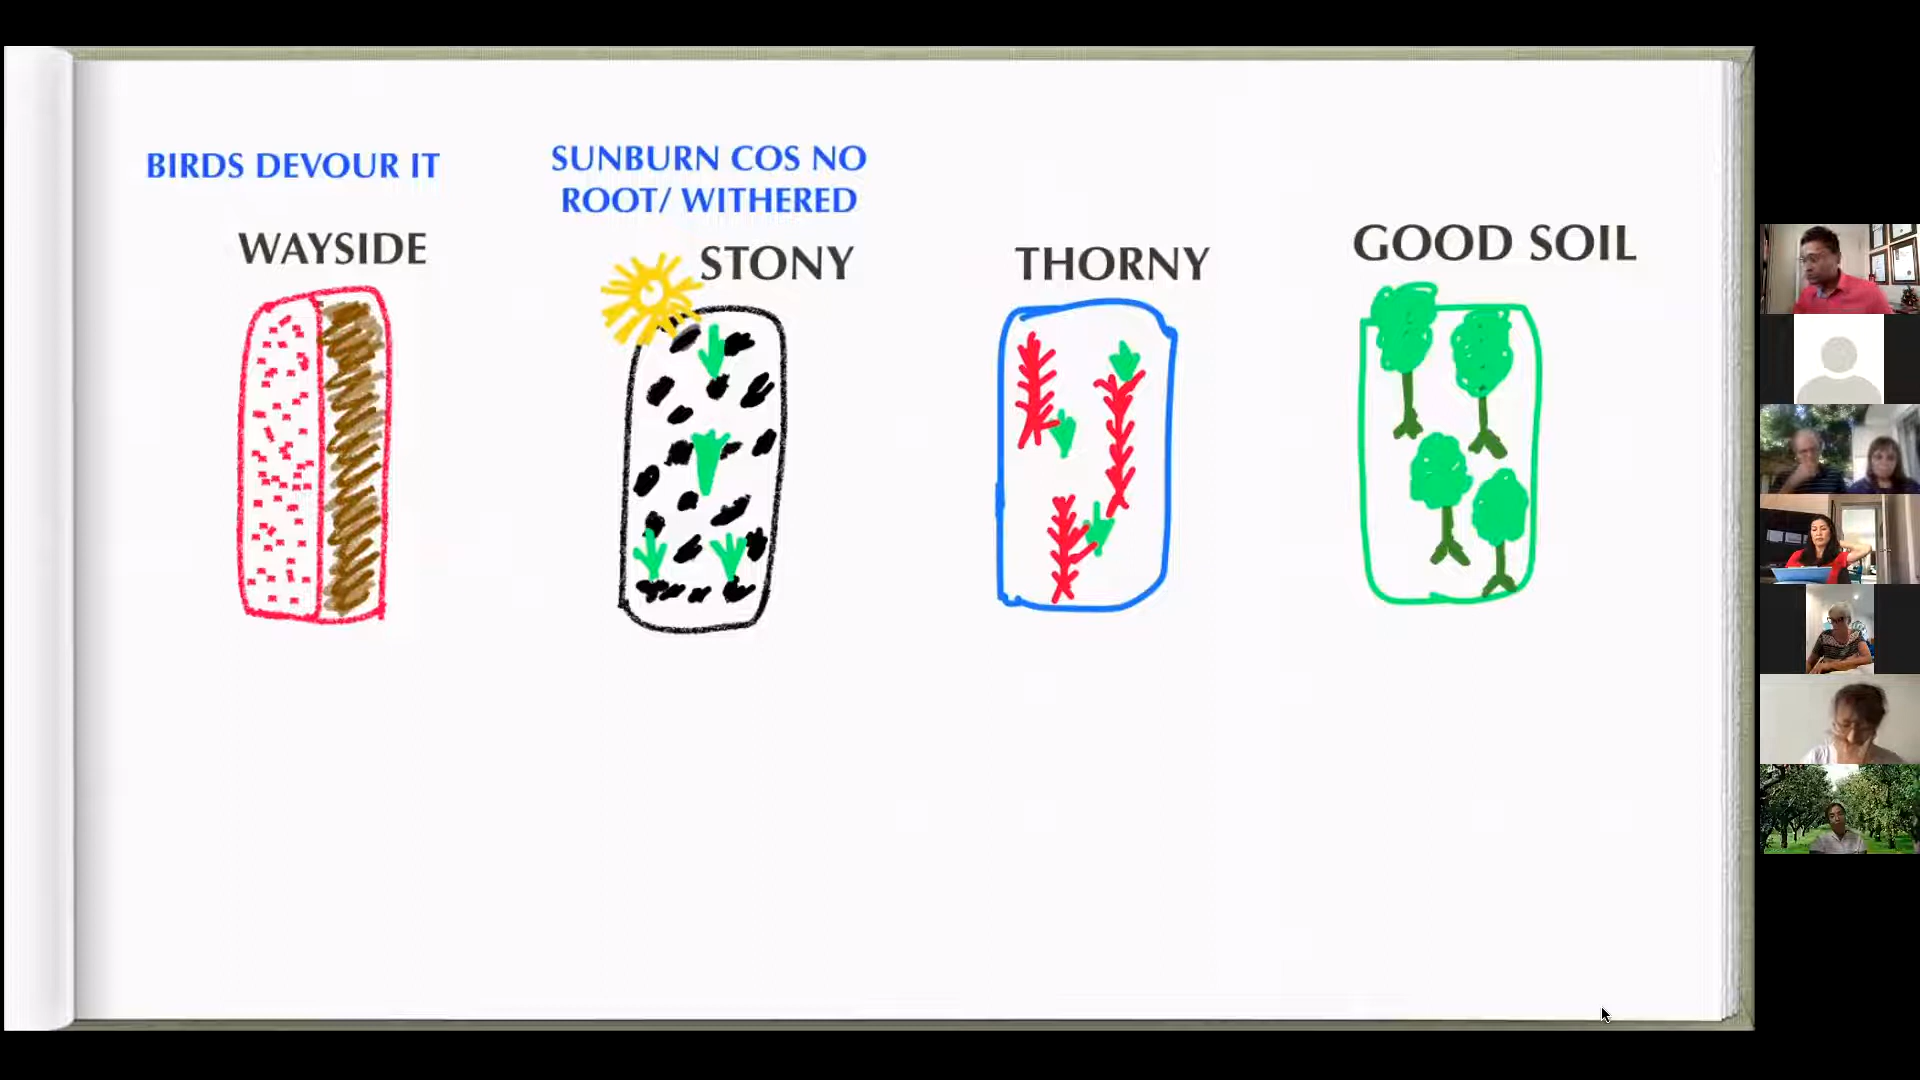 BIRDS DEVOUR IT
SUNBURN COS NO
ROOT/ WITHERED
WAYSIDE
STONY
THORNY
GOOD SOIL